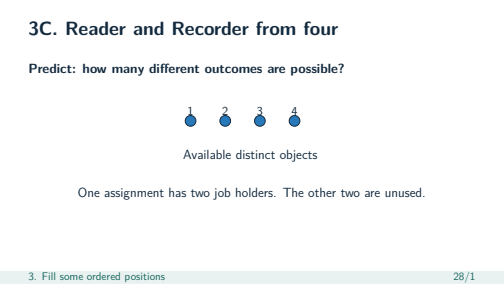 3C. Reader and Recorder from four
Predict: how many different outcomes are possible?
1 2 3 4
Available distinct objects
One assignment has two job holders. The other two are unused.
3. Fill some ordered positions 28/1